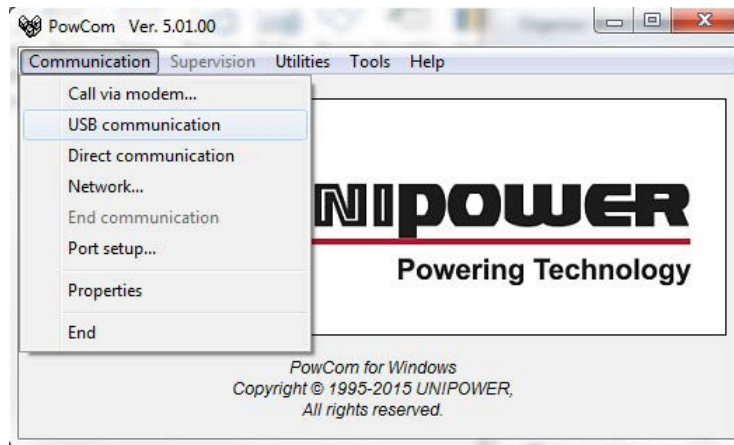 PowCom Ver. 5.01.00
Communication Supervision Utilities Tools Help
Call via modem...
USB communication
Direct communication
Network...
End communication
Port setup...
Properties
End
UNIPOWER
Powering Technology
PowCom for Windows
Copyright © 1995-2015 UNIPOWER,
All rights reserved.